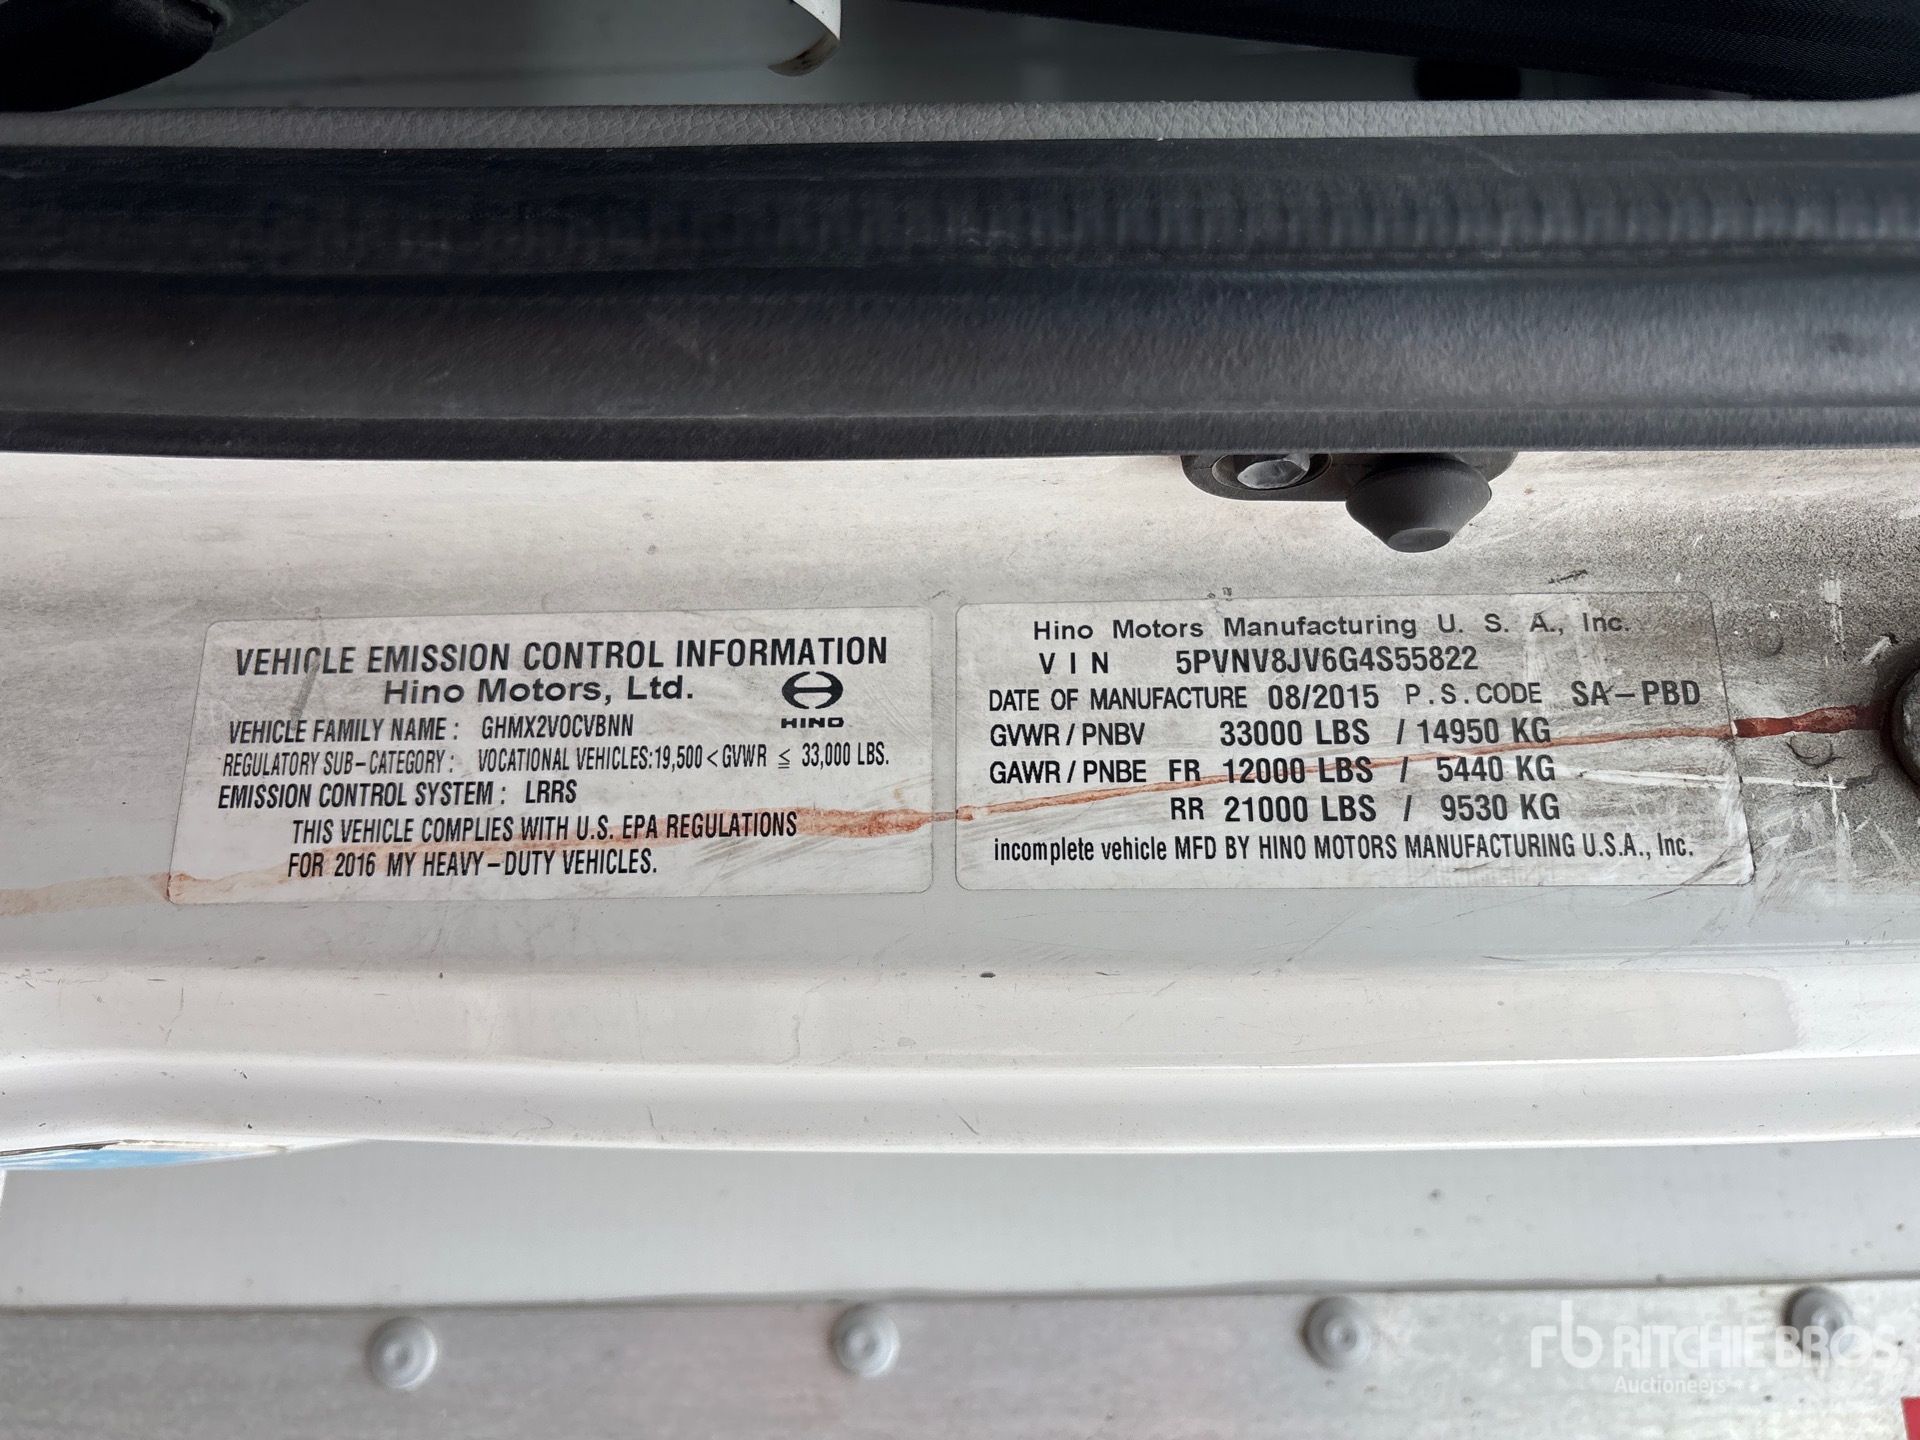 VEHICLE EMISSION CONTROL INFORMATION
Hino Motors, Ltd.
HINO
VEHICLE FAMILY NAME : GHMX2VOCVBNN
REGULATORY SUB-CATEGORY : VOCATIONAL VEHICLES:19,500 < GVWR ≦ 33,000 LBS.
EMISSION CONTROL SYSTEM : LRRS
THIS VEHICLE COMPLIES WITH U.S. EPA REGULATIONS
FOR 2016 MY HEAVY-DUTY VEHICLES.
Hino Motors Manufacturing U. S. A., Inc.
VIN 5PVNV8JV6G4S55822
DATE OF MANUFACTURE 08/2015 P.S.CODE SA-PBD
GVWR / PNBV 33000 LBS / 14950 KG
GAWR / PNBE FR 12000 LBS / 5440 KG
RR 21000 LBS / 9530 KG
incomplete vehicle MFD BY HINO MOTORS MANUFACTURING U.S.A., Inc.
rb RITCHIE BROS
Auctioneers